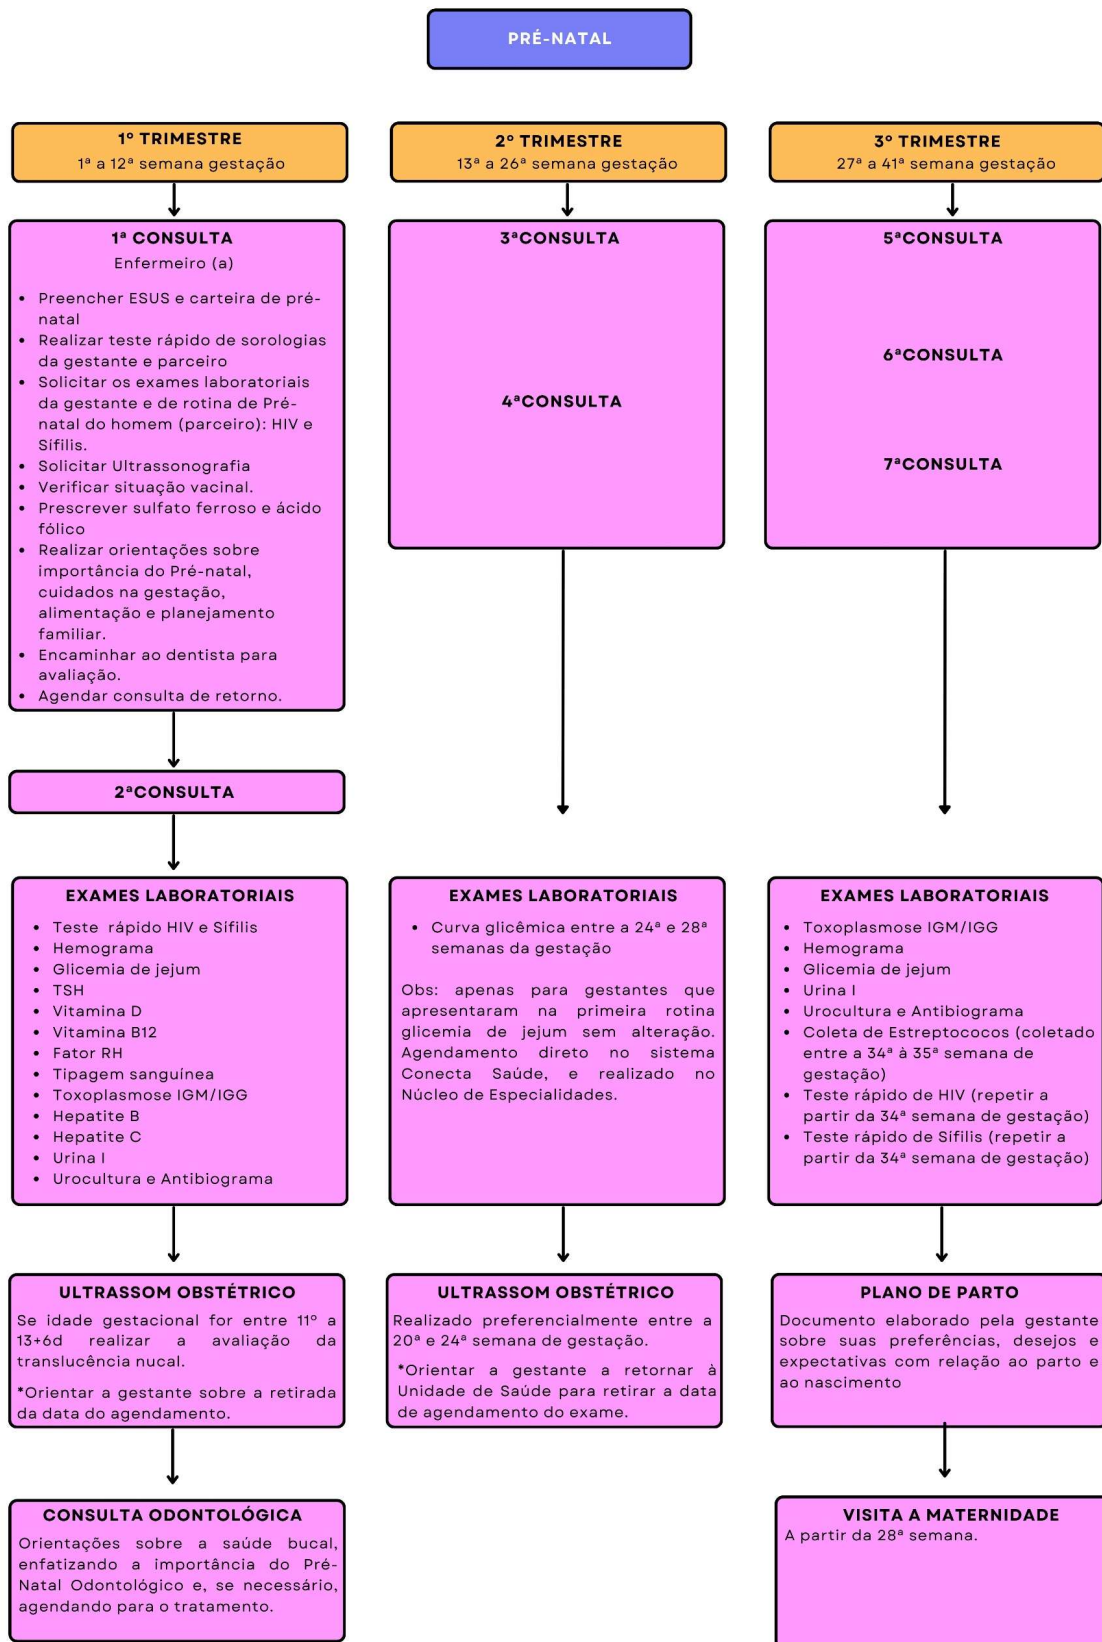 PRÉ-NATAL
1º TRIMESTRE
1ª a 12ª semana gestação
1ª CONSULTA
Enfermeiro (a)
• Preencher ESUS e carteira de pré-
natal
• Realizar teste rápido de sorologias
da gestante e parceiro
• Solicitar os exames laboratoriais
da gestante e de rotina de Pré-
natal do homem (parceiro): HIV e
Sífilis.
• Solicitar Ultrassonografia
• Verificar situação vacinal.
• Prescrever sulfato ferroso e ácido
fólico
• Realizar orientações sobre
importância do Pré-natal,
cuidados na gestação,
alimentação e planejamento
familiar.
• Encaminhar ao dentista para
avaliação.
• Agendar consulta de retorno.
2ªCONSULTA
EXAMES LABORATORIAIS
• Teste rápido HIV e Sífilis
• Hemograma
• Glicemia de jejum
• TSH
• Vitamina D
• Vitamina B12
• Fator RH
• Tipagem sanguínea
• Toxoplasmose IGM/IGG
• Hepatite B
• Hepatite C
• Urina I
• Urocultura e Antibiograma
ULTRASSOM OBSTÉTRICO
Se idade gestacional for entre 11º a
13+6d realizar a avaliação da
translucência nucal.
*Orientar a gestante sobre a retirada
da data do agendamento.
CONSULTA ODONTOLÓGICA
Orientações sobre a saúde bucal,
enfatizando a importância do Pré-
Natal Odontológico e, se necessário,
agendando para o tratamento.
2º TRIMESTRE
13ª a 26ª semana gestação
3ªCONSULTA
4ªCONSULTA
EXAMES LABORATORIAIS
• Curva glicêmica entre a 24ª e 28ª
semanas da gestação
Obs: apenas para gestantes que
apresentaram na primeira rotina
glicemia de jejum sem alteração.
Agendamento direto no sistema
Conecta Saúde, e realizado no
Núcleo de Especialidades.
ULTRASSOM OBSTÉTRICO
Realizado preferencialmente entre a
20ª e 24ª semana de gestação.
*Orientar a gestante a retornar à
Unidade de Saúde para retirar a data
de agendamento do exame.
3º TRIMESTRE
27ª a 41ª semana gestação
5ªCONSULTA
6ªCONSULTA
7ªCONSULTA
EXAMES LABORATORIAIS
• Toxoplasmose IGM/IGG
• Hemograma
• Glicemia de jejum
• Urina I
• Urocultura e Antibiograma
• Coleta de Estreptococos (coletado
entre a 34ª à 35ª semana de
gestação)
• Teste rápido de HIV (repetir a
partir da 34ª semana de gestação)
• Teste rápido de Sífilis (repetir a
partir da 34ª semana de gestação)
PLANO DE PARTO
Documento elaborado pela gestante
sobre suas preferências, desejos e
expectativas com relação ao parto e
ao nascimento
VISITA A MATERNIDADE
A partir da 28ª semana.